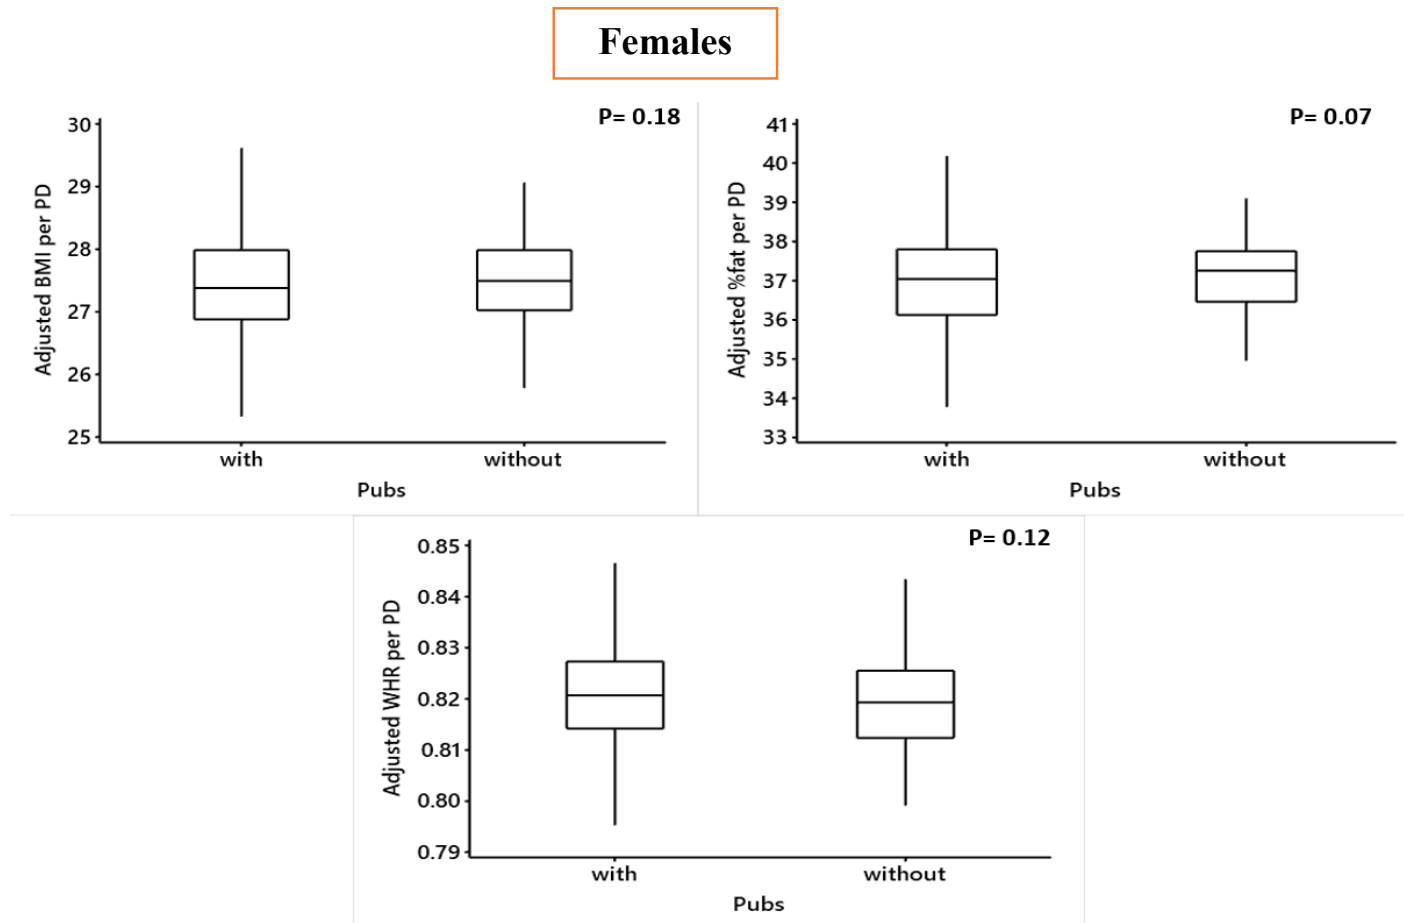 Females
P= 0.18
Adjusted BMI per PD
30
29
28
27
26
25
with without
Pubs
P= 0.07
Adjusted %fat per PD
41
40
39
38
37
36
35
34
33
with without
Pubs
P= 0.12
Adjusted WHR per PD
0.85
0.84
0.83
0.82
0.81
0.80
0.79
with without
Pubs